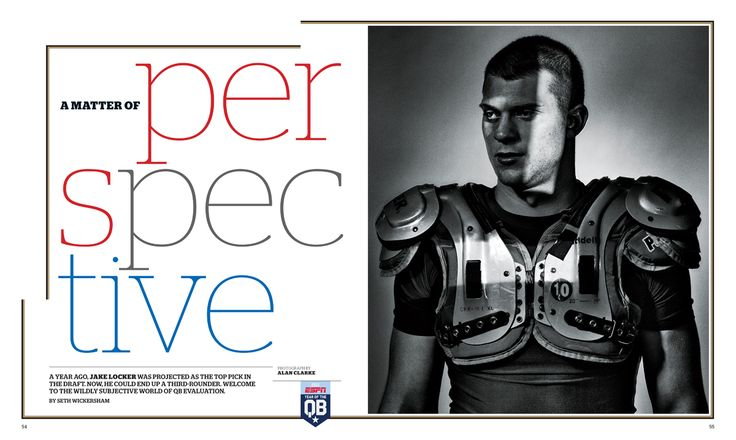 A MATTER OF per
spec
tive
A YEAR AGO, JAKE LOCKER WAS PROJECTED AS THE TOP PICK IN
THE DRAFT. NOW, HE COULD END UP A THIRD-ROUNDER. WELCOME
TO THE WILDLY SUBJECTIVE WORLD OF QB EVALUATION.
BY SETH WICKERSHAM
PHOTOGRAPH BY
ALAN CLARKE
ESPN
YEAR OF THE
QB
54
10
55